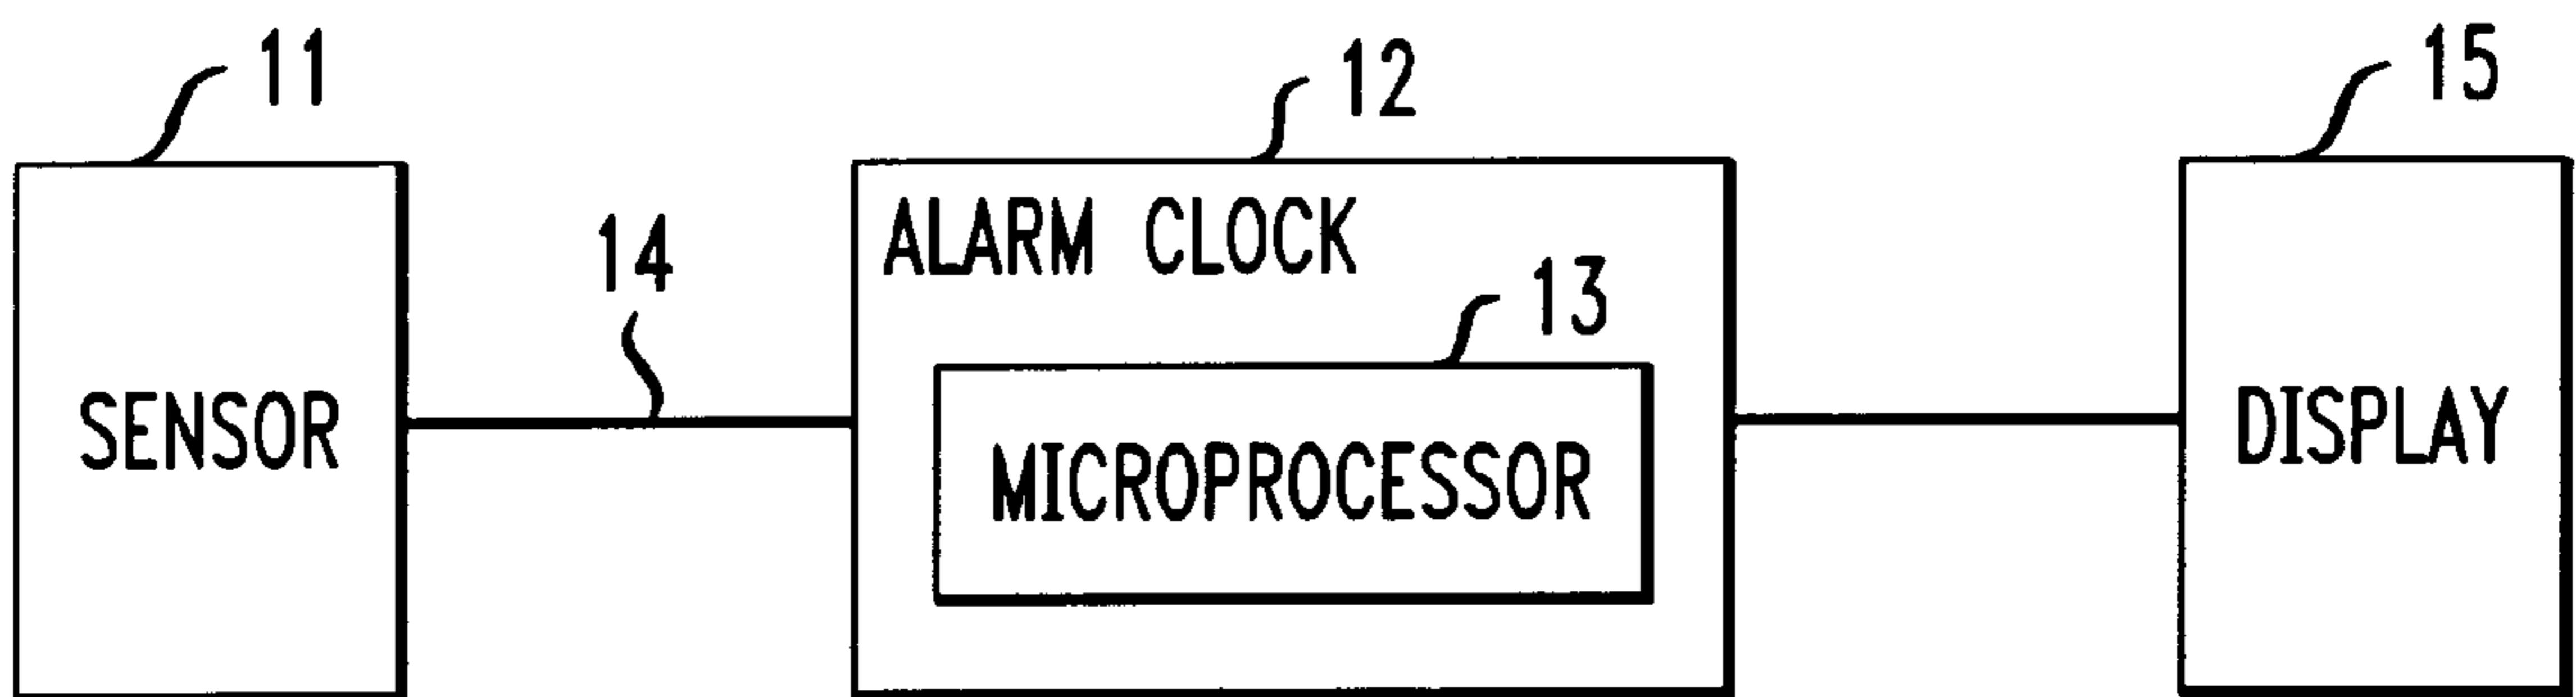 11
12
15
ALARM CLOCK
14
13
SENSOR
MICROPROCESSOR
DISPLAY